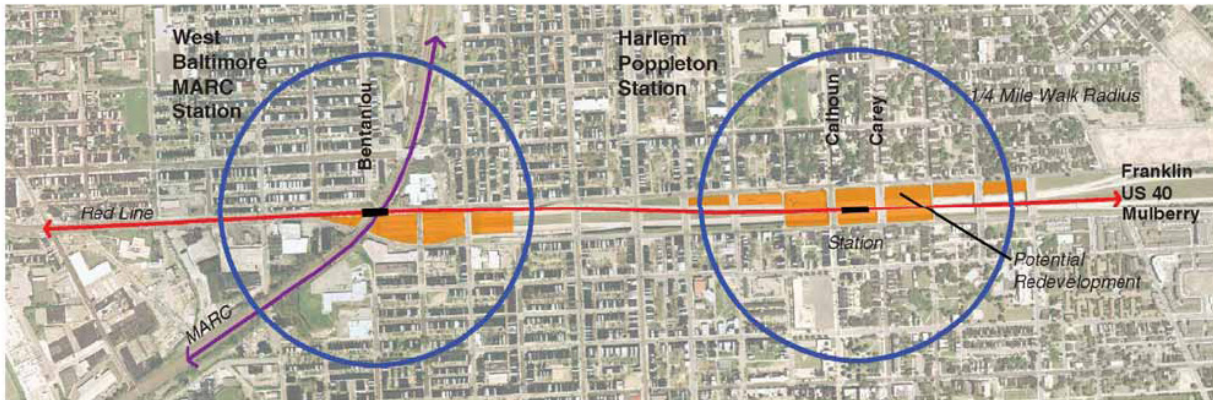 West
Baltimore
MARC
Station
Bentanlou
Harlem
Poppleton
Station
Calhoun
Carey
1/4 Mile Walk Radius
Franklin
US 40
Mulberry
Red Line
Station
Potential
Redevelopment
MARC